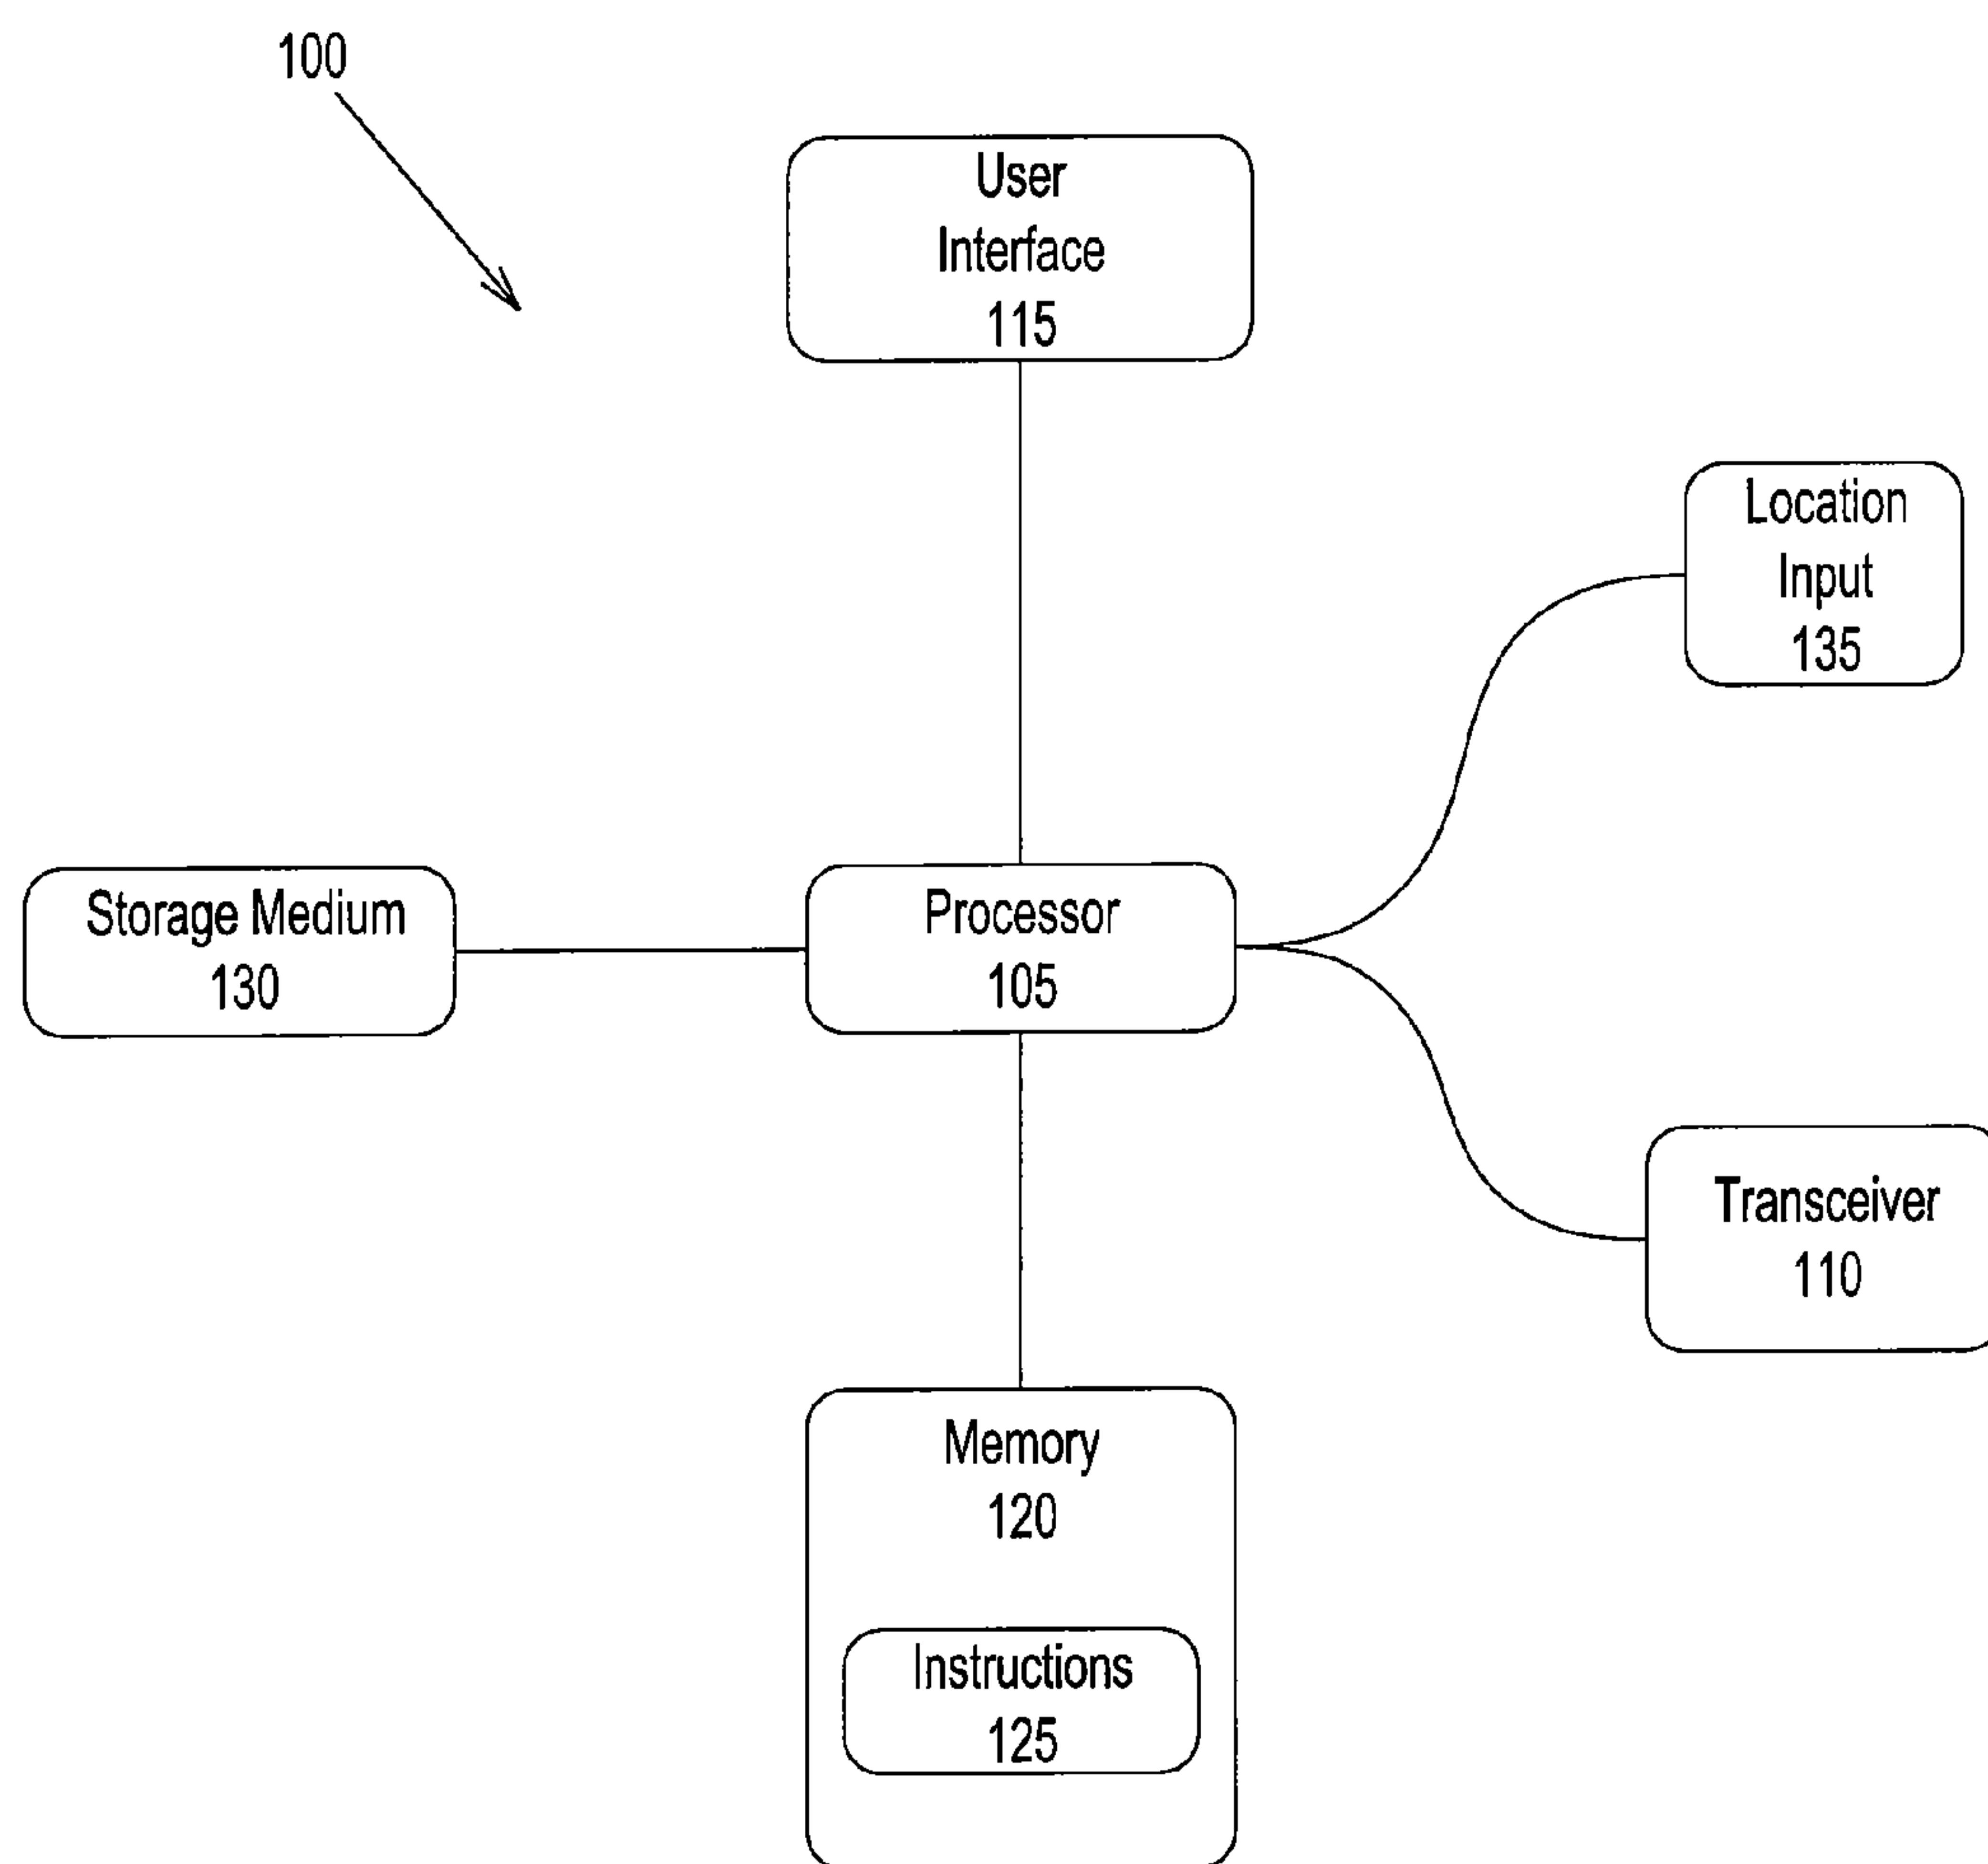 100
User
Interface
115
Location
Input
135
Storage Medium
130
Processor
105
Transceiver
110
Memory
120
Instructions
125